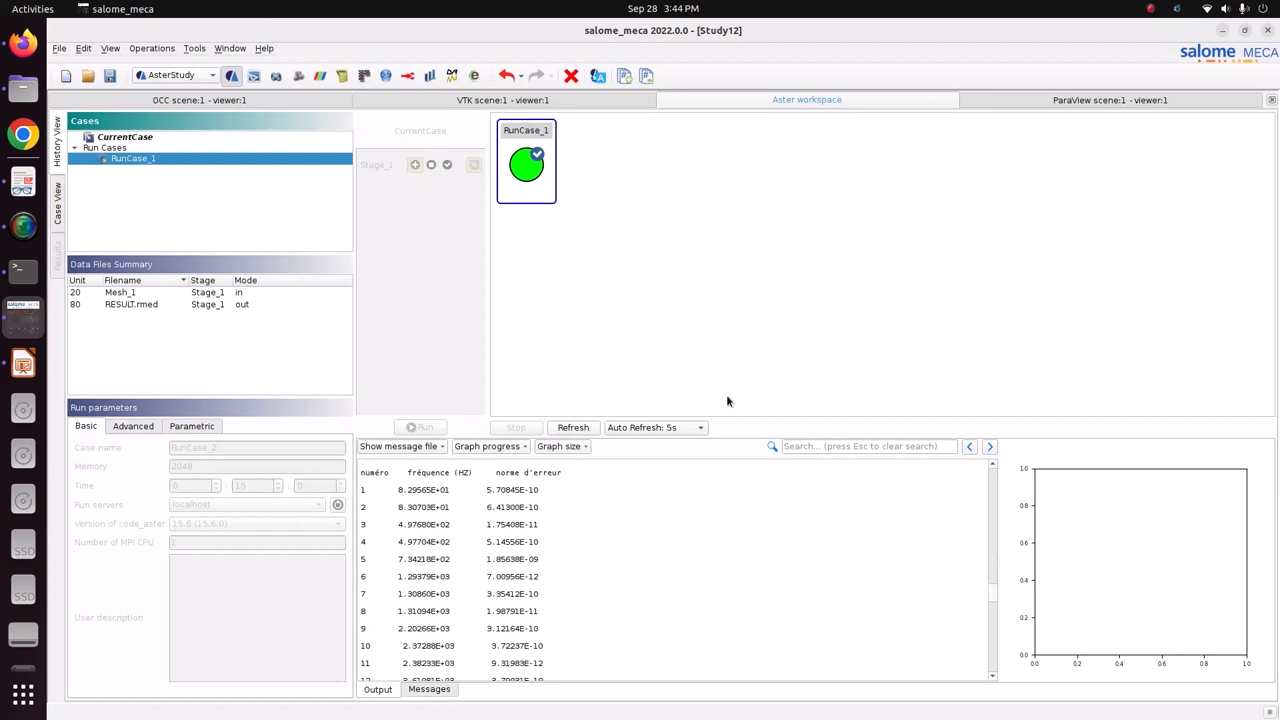 Activities
salome_meca
Sep 28 3:44 PM
salome_meca 2022.0.0 - [Study12]
File Edit View Operations Tools Window Help
salome MECA
AsterStudy
OCC scene:1 - viewer:1
VTK scene:1 - viewer:1
Aster workspace
ParaView scene:1 - viewer:1
History View
Case View
Results
Cases
CurrentCase
Run Cases
RunCase_1
CurrentCase
Stage_1
RunCase_1
Data Files Summary
Unit Filename Stage Mode
20 Mesh_1 Stage_1 in
80 RESULT.rmed Stage_1 out
Run parameters
Basic Advanced Parametric
Case name RunCase_2
Memory 2048
Time 0 : 15 : 0
Run servers localhost
Version of code_aster 15.6 (15.6.0)
Number of MPI CPU 1
User description
Run
Stop
Refresh
Auto Refresh: 5s
Show message file
Graph progress
Graph size
Search... (press Esc to clear search)
numéro fréquence (HZ) norme d'erreur
1 8.29565E+01 5.70845E-10
2 8.30703E+01 6.41300E-10
3 4.97680E+02 1.75408E-11
4 4.97704E+02 5.14556E-10
5 7.34218E+02 1.85638E-09
6 1.29379E+03 7.00956E-12
7 1.30860E+03 3.35412E-10
8 1.31094E+03 1.98791E-11
9 2.20266E+03 3.12164E-10
10 2.37288E+03 3.72237E-10
11 2.38233E+03 9.31983E-12
Output Messages
1.0
0.8
0.6
0.4
0.2
0.0
0.0 0.2 0.4 0.6 0.8 1.0
SSD
SSD